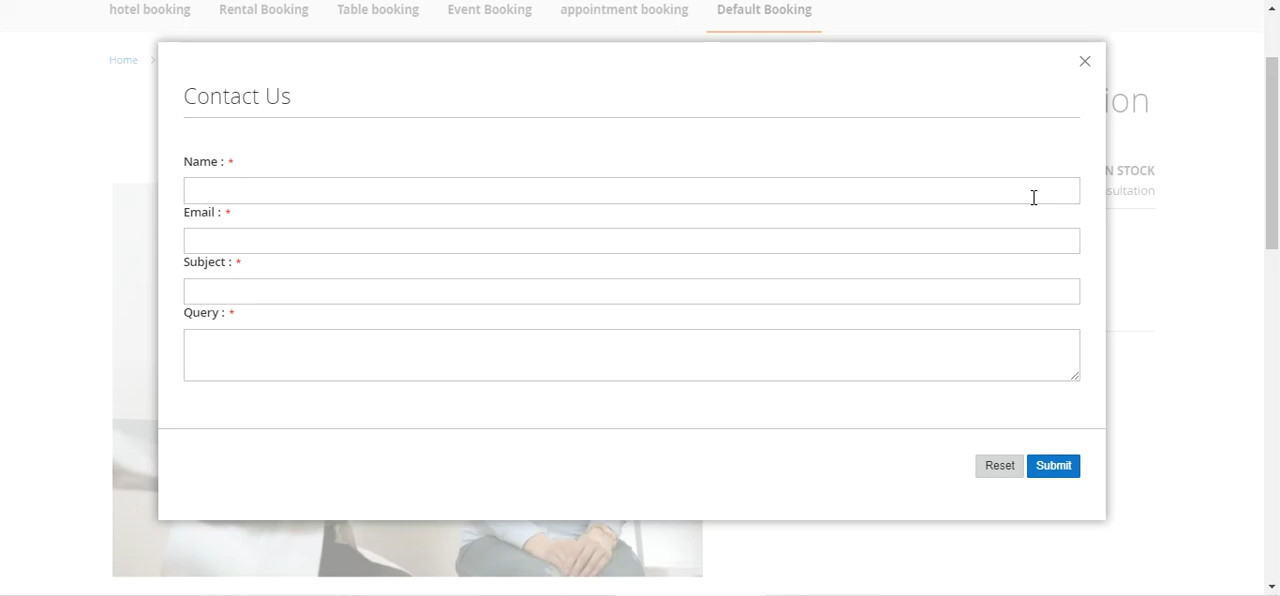 hotel booking Rental Booking Table booking Event Booking appointment booking Default Booking
Home >
Contact Us
ion
Name : *
N STOCK
sultation
Email : *
Subject : *
Query : *
Reset Submit